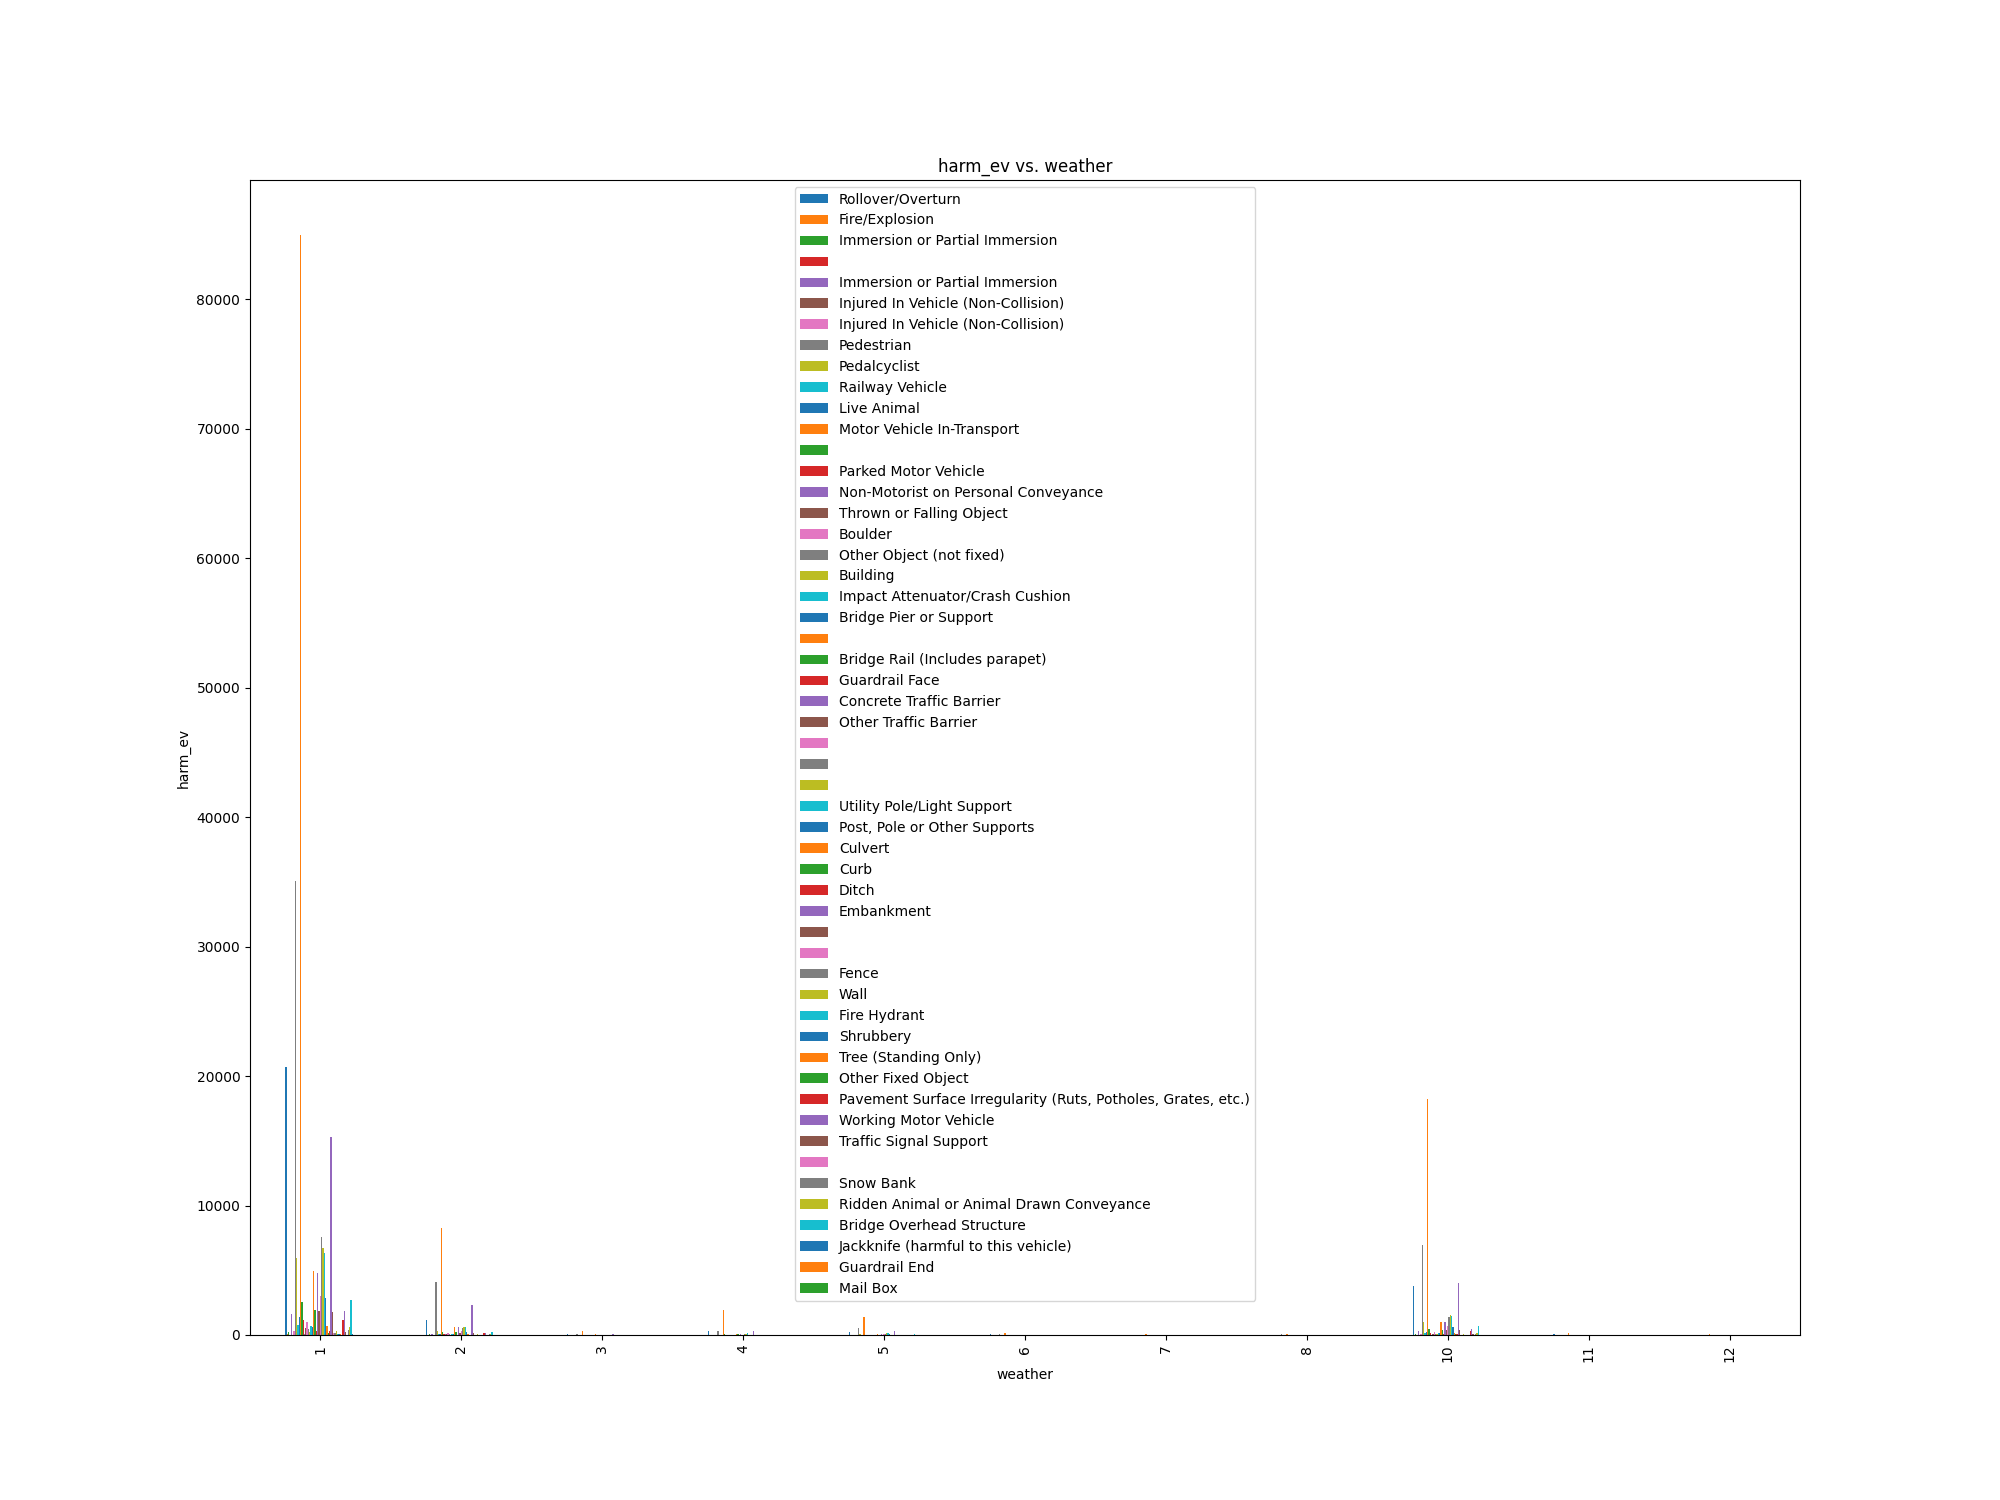 harm_ev vs. weather
Rollover/Overturn
Fire/Explosion
Immersion or Partial Immersion
Immersion or Partial Immersion
Injured In Vehicle (Non-Collision)
Injured In Vehicle (Non-Collision)
Pedestrian
Pedalcyclist
Railway Vehicle
Live Animal
Motor Vehicle In-Transport
Parked Motor Vehicle
Non-Motorist on Personal Conveyance
Thrown or Falling Object
Boulder
Other Object (not fixed)
Building
Impact Attenuator/Crash Cushion
Bridge Pier or Support
Bridge Rail (Includes parapet)
Guardrail Face
Concrete Traffic Barrier
Other Traffic Barrier
Utility Pole/Light Support
Post, Pole or Other Supports
Culvert
Curb
Ditch
Embankment
Fence
Wall
Fire Hydrant
Shrubbery
Tree (Standing Only)
Other Fixed Object
Pavement Surface Irregularity (Ruts, Potholes, Grates, etc.)
Working Motor Vehicle
Traffic Signal Support
Snow Bank
Ridden Animal or Animal Drawn Conveyance
Bridge Overhead Structure
Jackknife (harmful to this vehicle)
Guardrail End
Mail Box
harm_ev
80000
70000
60000
50000
40000
30000
20000
10000
0
1 2 3 4 5 6 7 8 10 11 12
weather